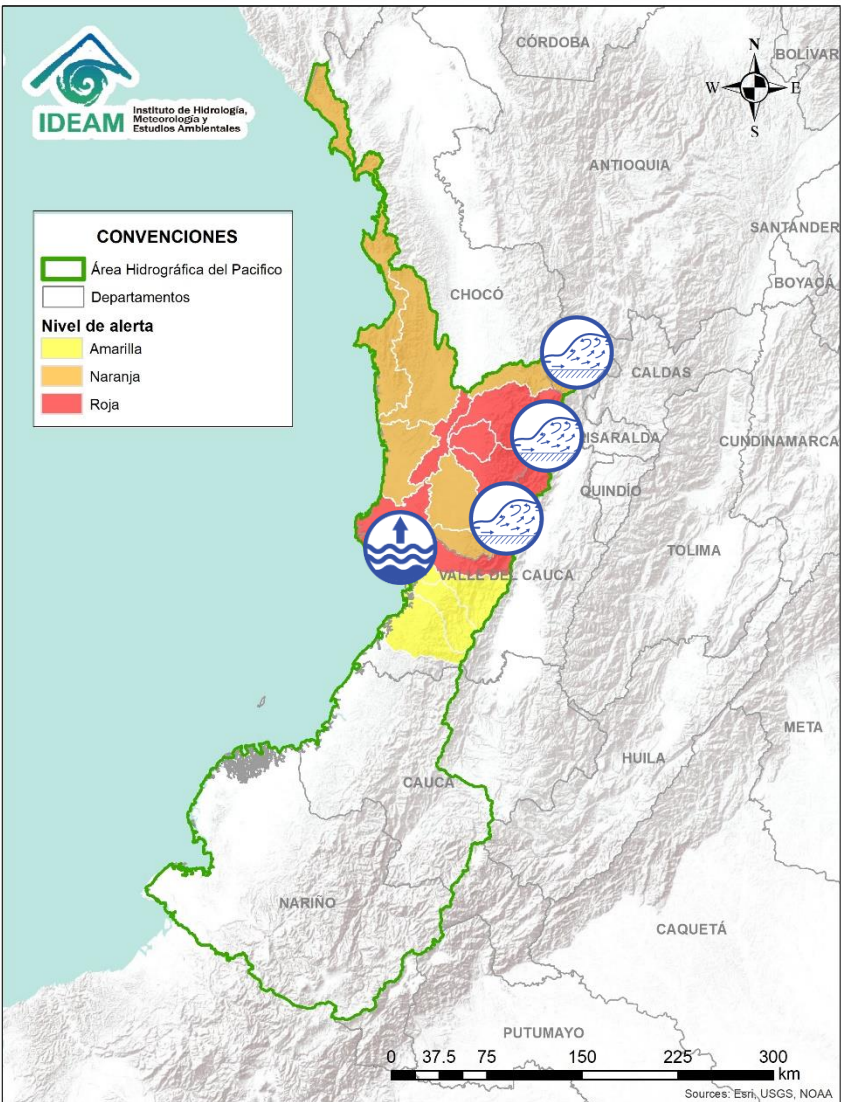 IDEAM
Instituto de Hidrología,
Meteorología y
Estudios Ambientales
CÓRDOBA
BOLÍVAR
N
W
E
S
ANTIOQUIA
SANTANDER
BOYACÁ
CONVENCIONES
Área Hidrográfica del Pacifico
Departamentos
Nivel de alerta
Amarilla
Naranja
Roja
CHOCÓ
CALDAS
RISARALDA
CUNDINAMARCA
QUINDÍO
TOLIMA
VALLE DEL CAUCA
META
HUILA
CAUCA
NARIÑO
CAQUETÁ
PUTUMAYO
0 37.5 75 150 225 300
km
Sources: Esri, USGS, NOAA